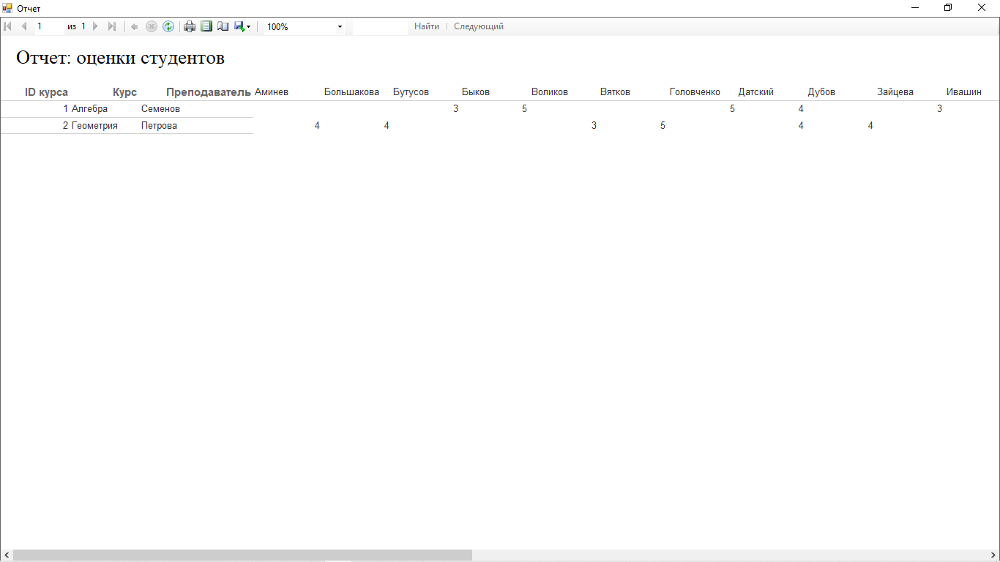 Отчет
1 из 1 100% Найти Следующий
Отчет: оценки студентов
ID курса Курс Преподаватель Аминев Большакова Бутусов Быков Воликов Вятков Головченко Датский Дубов Зайцева Ивашин
1 Алгебра Семенов 3 5 5 4 3
2 Геометрия Петрова 4 4 3 5 4 4